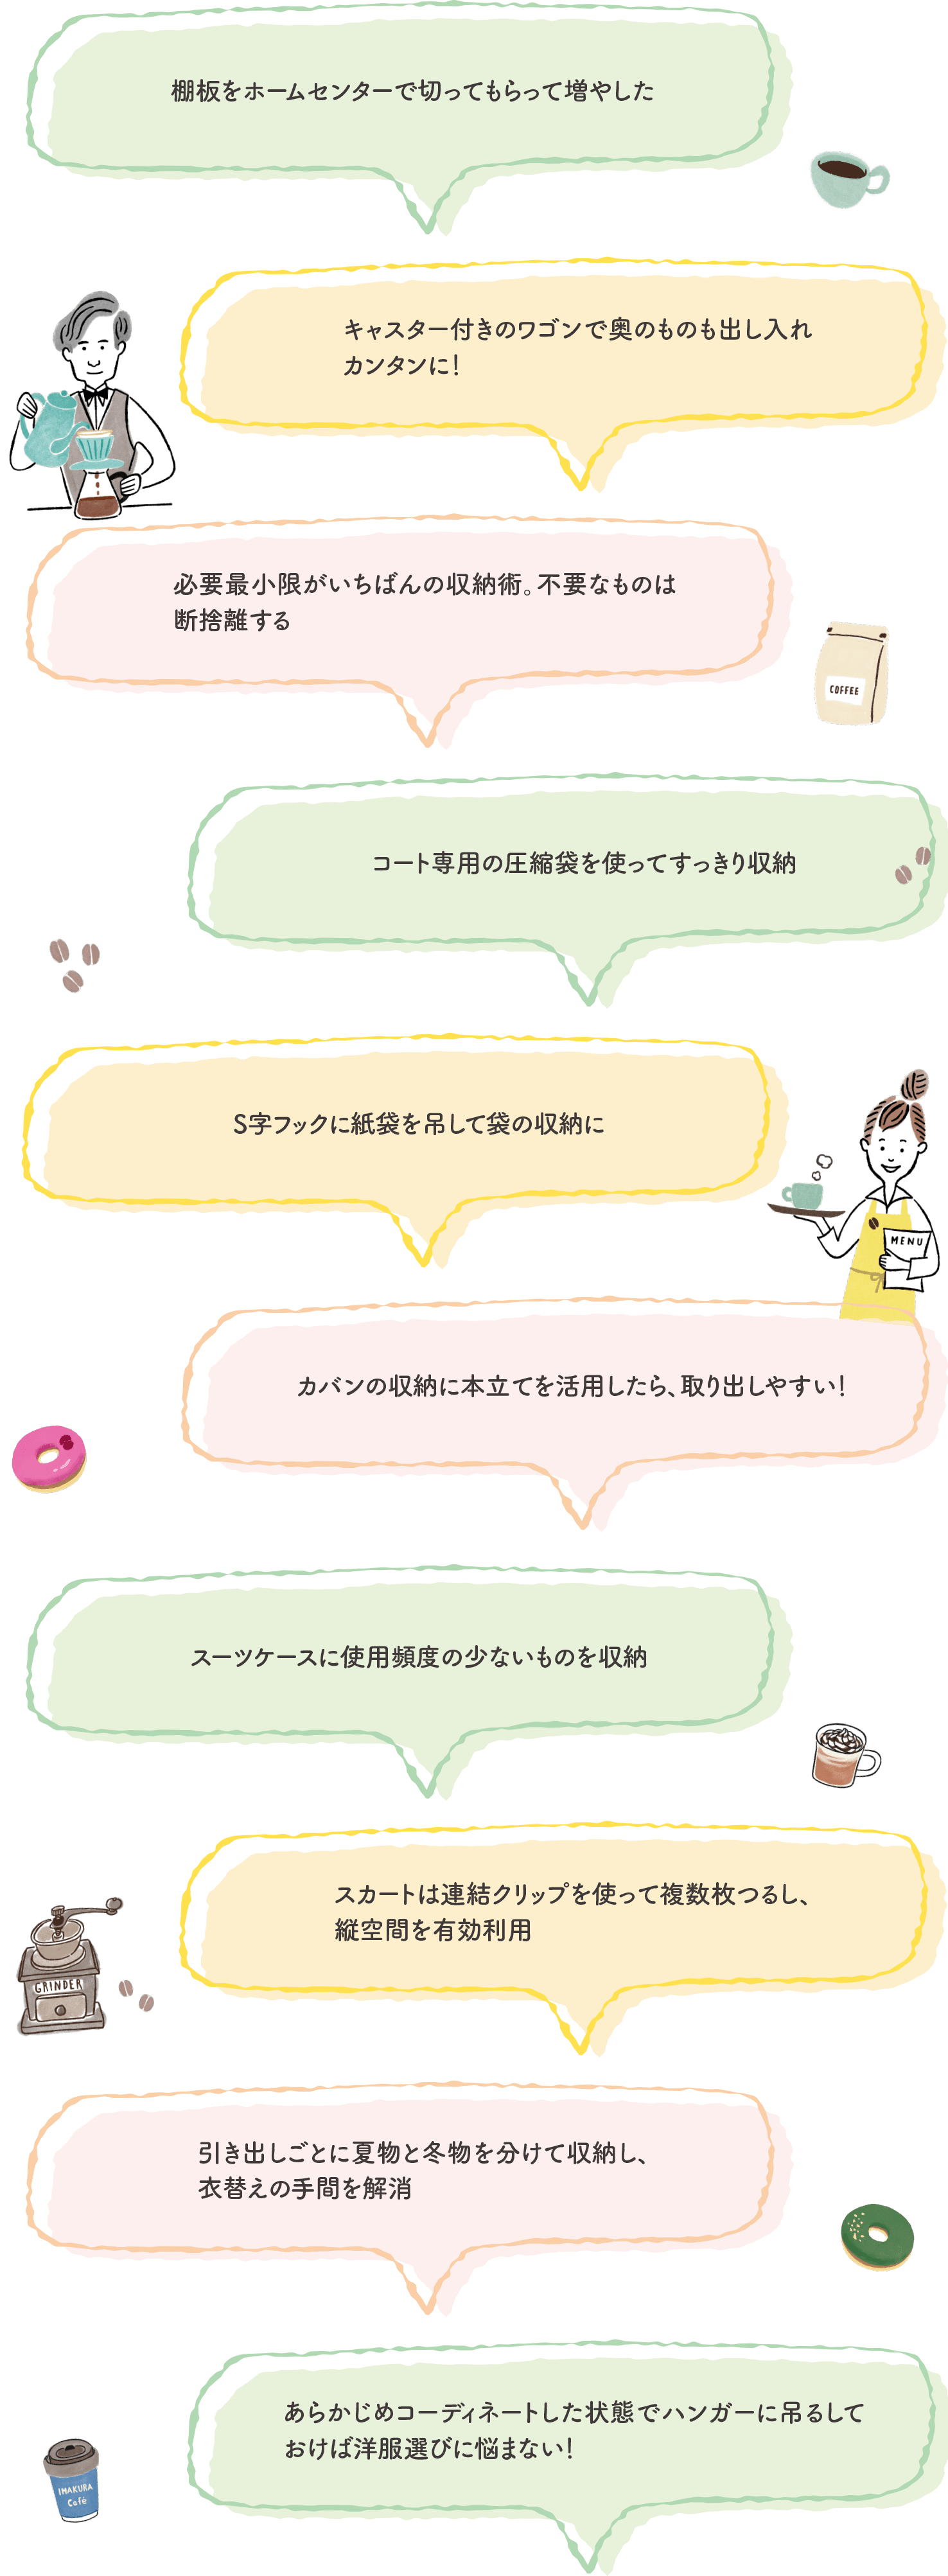 棚板をホームセンターで切ってもらって増やした
キャスター付きのワゴンで奥のものも出し入れ
カンタンに！
必要最小限がいちばんの収納術。不要なものは
断捨離する
COFFEE
コート専用の圧縮袋を使ってすっきり収納
S字フックに紙袋を吊して袋の収納に
MENU
カバンの収納に本立てを活用したら、取り出しやすい！
スーツケースに使用頻度の少ないものを収納
スカートは連結クリップを使って複数枚つるし、
縦空間を有効利用
GRINDER
引き出しごとに夏物と冬物を分けて収納し、
衣替えの手間を解消
あらかじめコーディネートした状態でハンガーに吊るして
おけば洋服選びに悩まない！
IMAKURA
Café